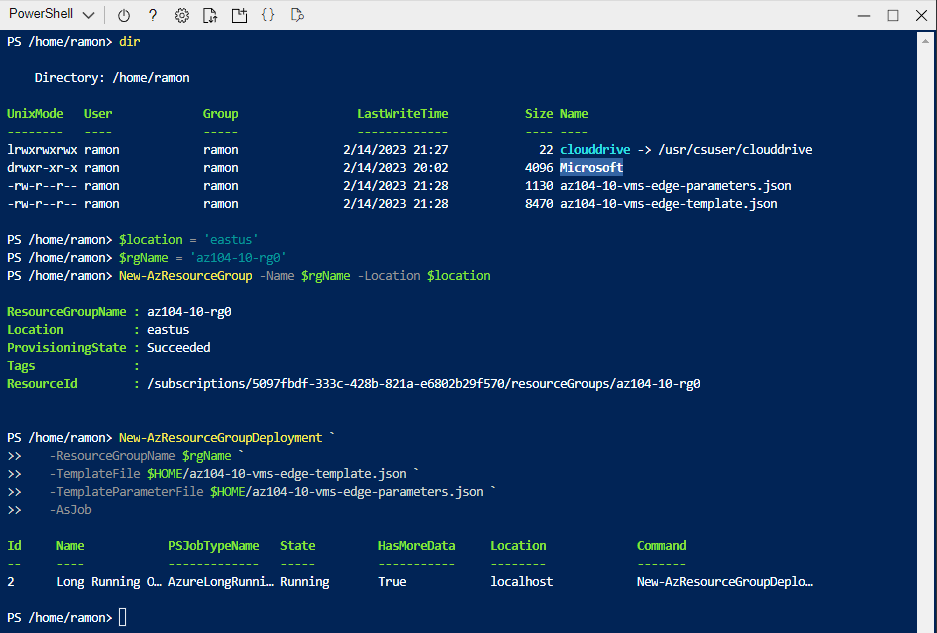 PowerShell
PS /home/ramon> dir
Directory: /home/ramon
UnixMode User Group LastWriteTime Size Name
-------- ---- ----- ------------- ---- ----
lrwxrwxrwx ramon ramon 2/14/2023 21:27 22 clouddrive -> /usr/csuser/clouddrive
drwxr-xr-x ramon ramon 2/14/2023 20:02 4096 Microsoft
-rw-r--r-- ramon ramon 2/14/2023 21:28 1130 az104-10-vms-edge-parameters.json
-rw-r--r-- ramon ramon 2/14/2023 21:28 8470 az104-10-vms-edge-template.json
PS /home/ramon> $location = 'eastus'
PS /home/ramon> $rgName = 'az104-10-rg0'
PS /home/ramon> New-AzResourceGroup -Name $rgName -Location $location
ResourceGroupName : az104-10-rg0
Location : eastus
ProvisioningState : Succeeded
Tags :
ResourceId : /subscriptions/5097fbdf-333c-428b-821a-e6802b29f570/resourceGroups/az104-10-rg0
PS /home/ramon> New-AzResourceGroupDeployment `
>> -ResourceGroupName $rgName `
>> -TemplateFile $HOME/az104-10-vms-edge-template.json `
>> -TemplateParameterFile $HOME/az104-10-vms-edge-parameters.json `
>> -AsJob
Id Name PSJobTypeName State HasMoreData Location Command
-- ---- ------------- ----- ----------- -------- -------
2 Long Running O… AzureLongRunni… Running True localhost New-AzResourceGroupDeplo…
PS /home/ramon>